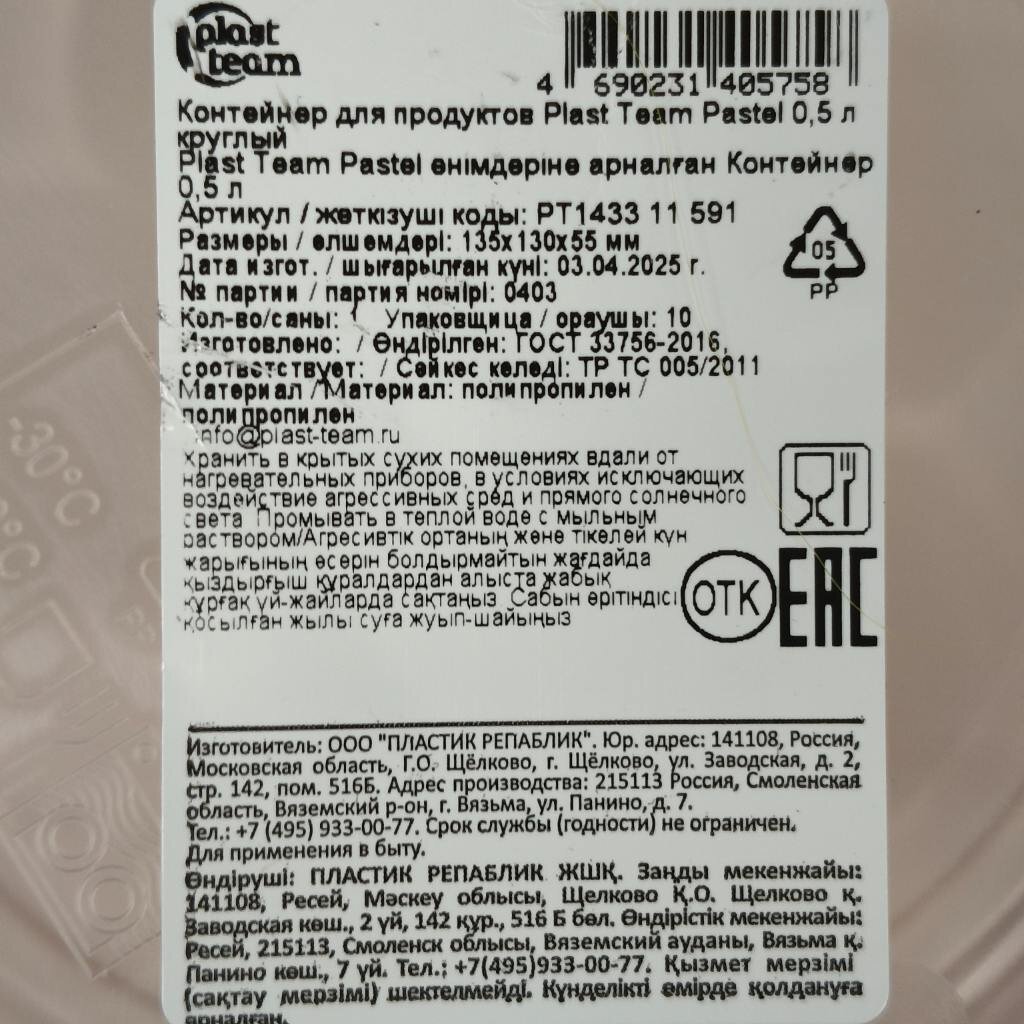 plast team
4 690231 405758
Контейнер для продуктов Plast Team Pastel 0,5 л
круглый
Plast Team Pastel өнімдеріне арналған Контейнер
0,5 л
Артикул / жеткізуші коды: PT1433 11 591
Размеры / өлшемдері: 135x130x55 мм
Дата изгот. / шығарылған күні: 03.04.2025 г.
№ партии / партия номірі: 0403
Кол-во/саны: 1 Упаковщица / ораушы: 10
Изготовлено: / Өндірілген: ГОСТ 33756-2016,
соответствует: / Сәйкес келеді: ТР ТС 005/2011
Материал /Материал: полипропилен /
полипропилен
info@plast-team.ru
Хранить в крытых сухих помещениях вдали от
нагревательных приборов, в условиях исключающих
воздействие агрессивных сред и прямого солнечного
света. Промывать в теплой воде с мыльным
раствором/Агресивтік ортаның және тікелей күн
жарығының әсерін болдырмайтын жағдайда
қыздырғыш құралдардан алыста жабық
құрғақ үй-жайларда сақтаңыз. Сабын ерітіндісі
қосылған жылы суға жуып-шайыңыз
05
PP
ОТК
EAC
Изготовитель: ООО "ПЛАСТИК РЕПАБЛИК". Юр. адрес: 141108, Россия,
Московская область, Г.О. Щёлково, г. Щёлково, ул. Заводская, д. 2,
стр. 142, пом. 516Б. Адрес производства: 215113 Россия, Смоленская
область, Вяземский р-он, г. Вязьма, ул. Панино, д. 7.
Тел.: +7 (495) 933-00-77. Срок службы (годности) не ограничен.
Для применения в быту.
Өндіруші: ПЛАСТИК РЕПАБЛИК ЖШҚ. Заңды мекенжайы:
141108, Ресей, Мәскеу облысы, Щелково Қ.О. Щелково қ.
Заводская көш., 2 үй, 142 құр., 516 Б бөл. Өндірістік мекенжайы:
Ресей, 215113, Смоленск облысы, Вяземский ауданы, Вязьма қ.
Панино көш., 7 үй. Тел.: +7(495)933-00-77. Қызмет мерзімі
(сақтау мерзімі) шектелмейді. Күнделікті өмірде қолдануға
арналған.
-30°C